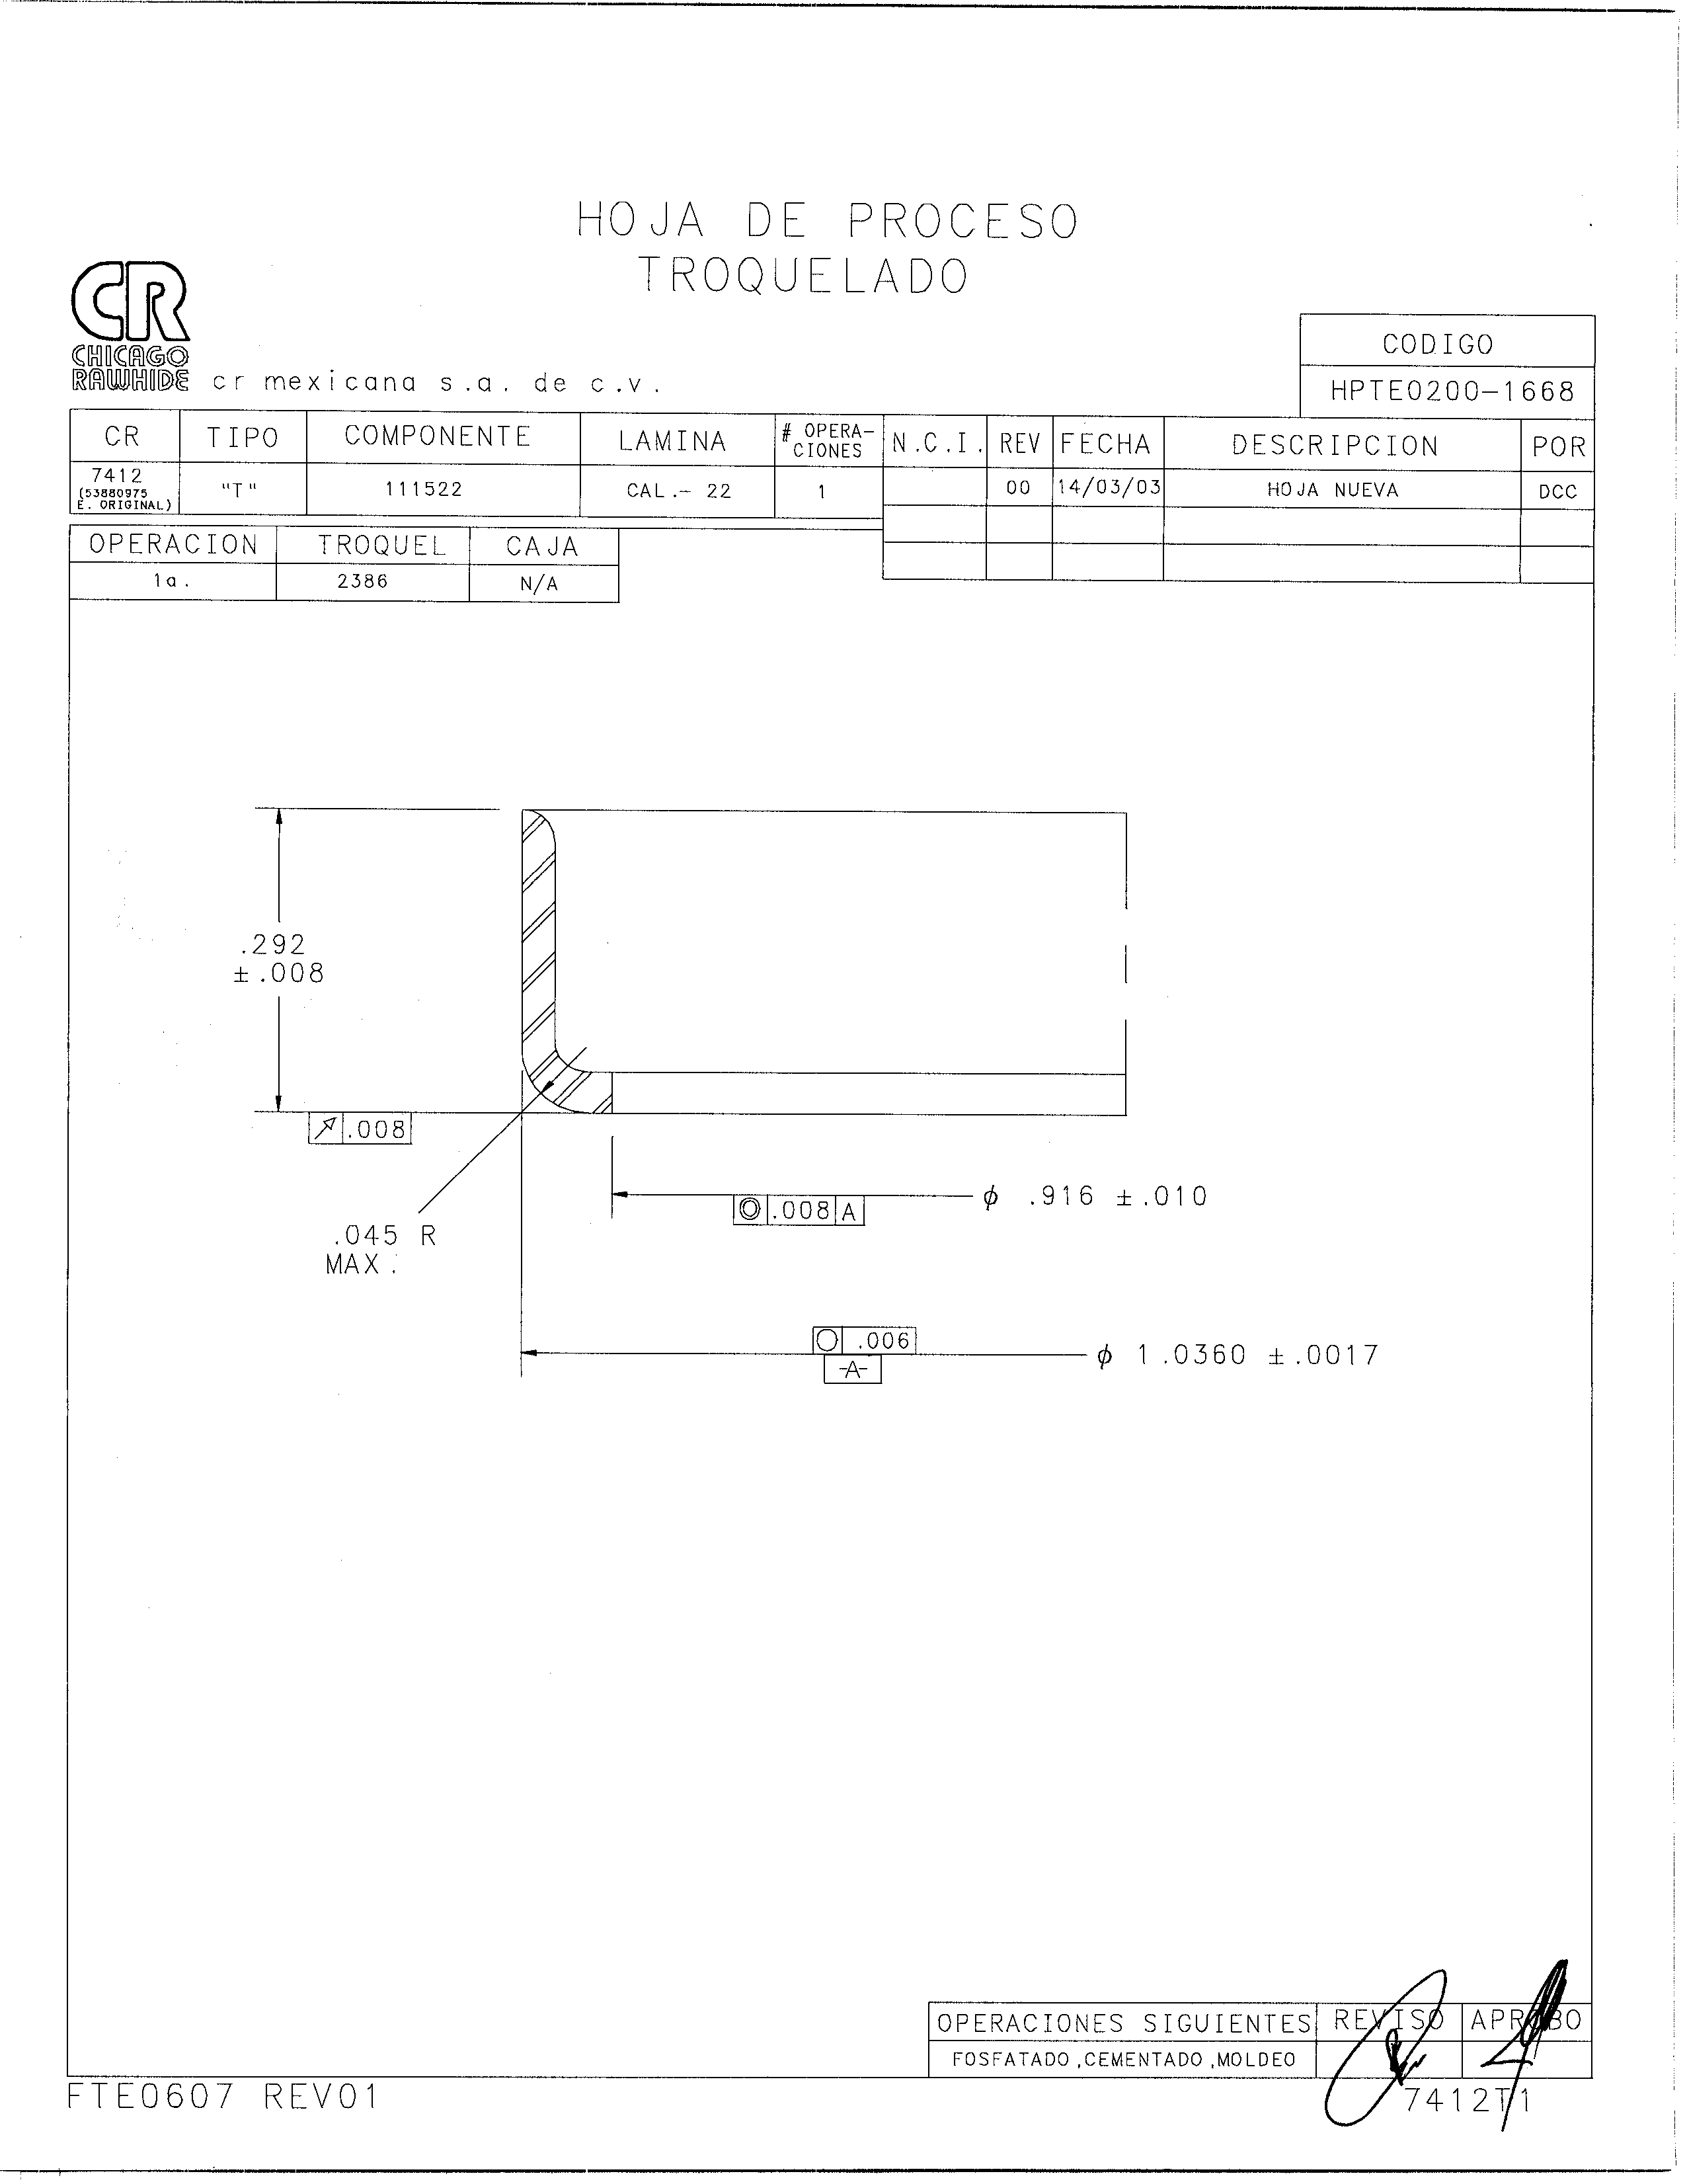 HOJA DE PROCESO
TROQUELADO
CR
CHICAGO
RAWHIDE
cr mexicana s.a. de c.v.
CODIGO
HPTE0200-1668
CR TIPO COMPONENTE LAMINA # OPERA-
CIONES N.C.I. REV FECHA DESCRIPCION POR
7412
(53880975
E. ORIGINAL)
"T" 111522 CAL.- 22 1 00 14/03/03 HOJA NUEVA DCC
OPERACION TROQUEL CAJA
1a. 2386 N/A
.292
±.008
.008
.008 A
ϕ .916 ±.010
.045 R
MAX.
.006
-A-
ϕ 1.0360 ±.0017
OPERACIONES SIGUIENTES REVISO APROBO
FOSFATADO,CEMENTADO,MOLDEO
FTE0607 REV01
7412T1